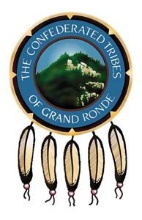 THE CONFEDERATED TRIBES
OF GRAND RONDE